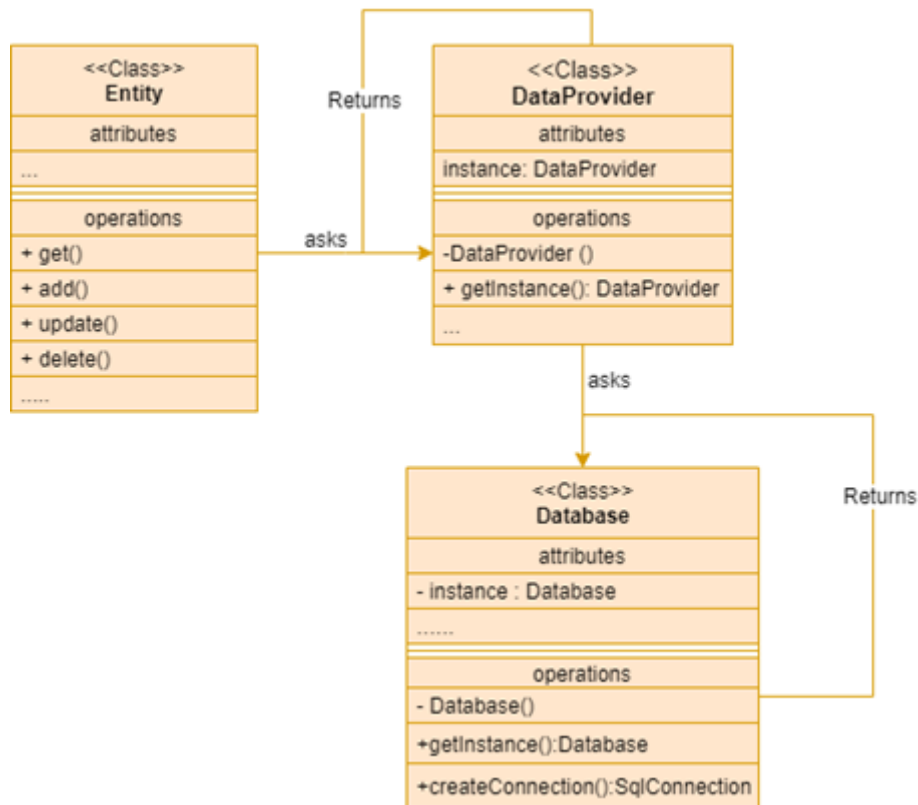 <<Class>>
Entity
attributes
...
operations
+ get()
+ add()
+ update()
+ delete()
.....
asks
Returns
<<Class>>
DataProvider
attributes
instance: DataProvider
operations
-DataProvider ()
+ getInstance(): DataProvider
...
asks
Returns
<<Class>>
Database
attributes
- instance : Database
......
operations
- Database()
+getInstance():Database
+createConnection():SqlConnection